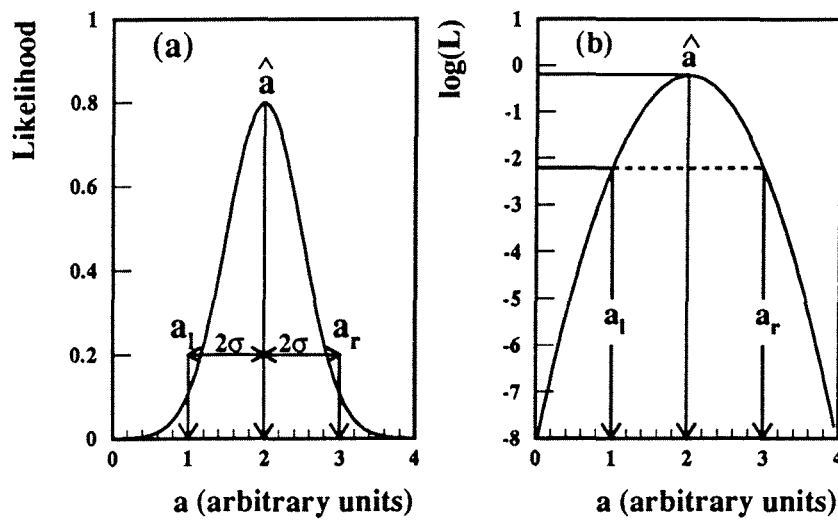 (a)
Likelihood
1
0.8
0.6
0.4
0.2
0
^
a
a_l
2σ
2σ
a_r
0
1
2
3
4
a (arbitrary units)
(b)
log(L)
1
0
-1
-2
-3
-4
-5
-6
-7
-8
^
a
a_l
a_r
0
1
2
3
4
a (arbitrary units)